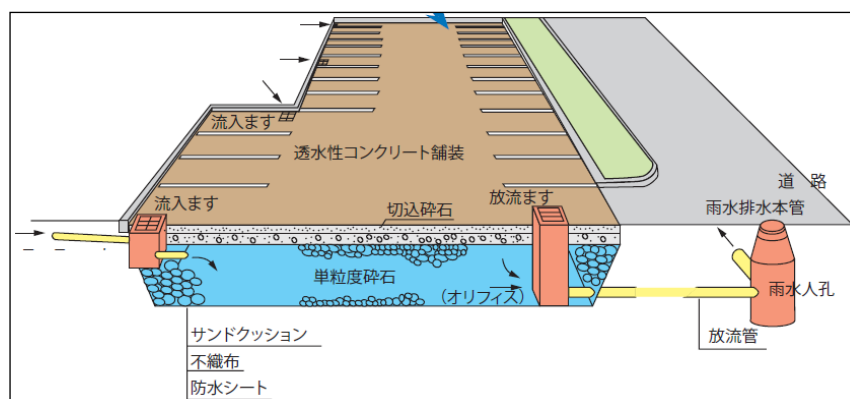 流入ます
透水性コンクリート舗装
道　路
流入ます
放流ます
切込砕石
雨水排水本管
単粒度砕石
(オリフィス)
雨水人孔
サンドクッション
放流管
不織布
防水シート